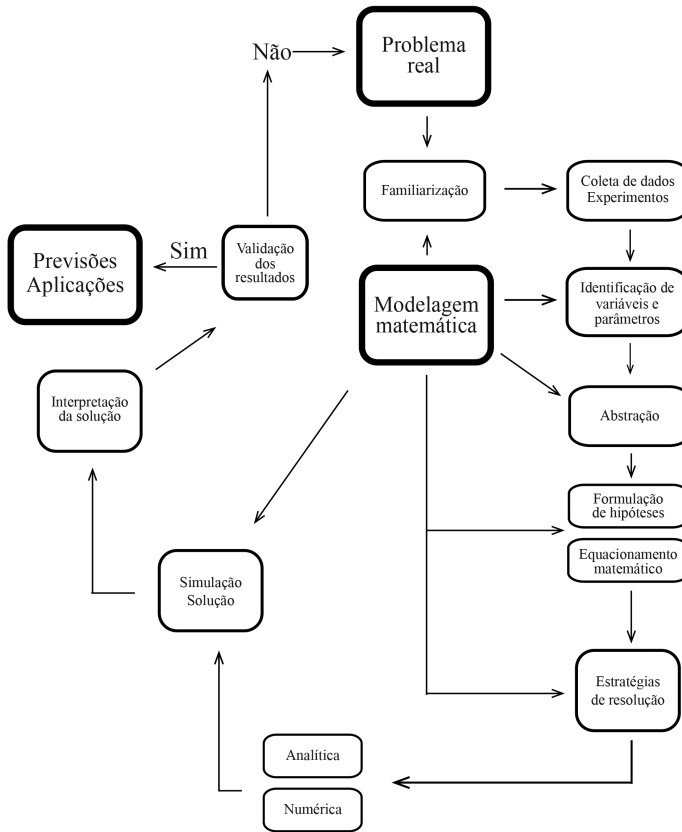 Não
Problema
real
Familiarização
Coleta de dados
Experimentos
Previsões
Aplicações
Sim
Validação
dos
resultados
Modelagem
matemática
Identificação de
variáveis e
parâmetros
Interpretação
da solução
Abstração
Formulação
de hipóteses
Equacionamento
matemático
Simulação
Solução
Estratégias
de resolução
Analítica
Numérica